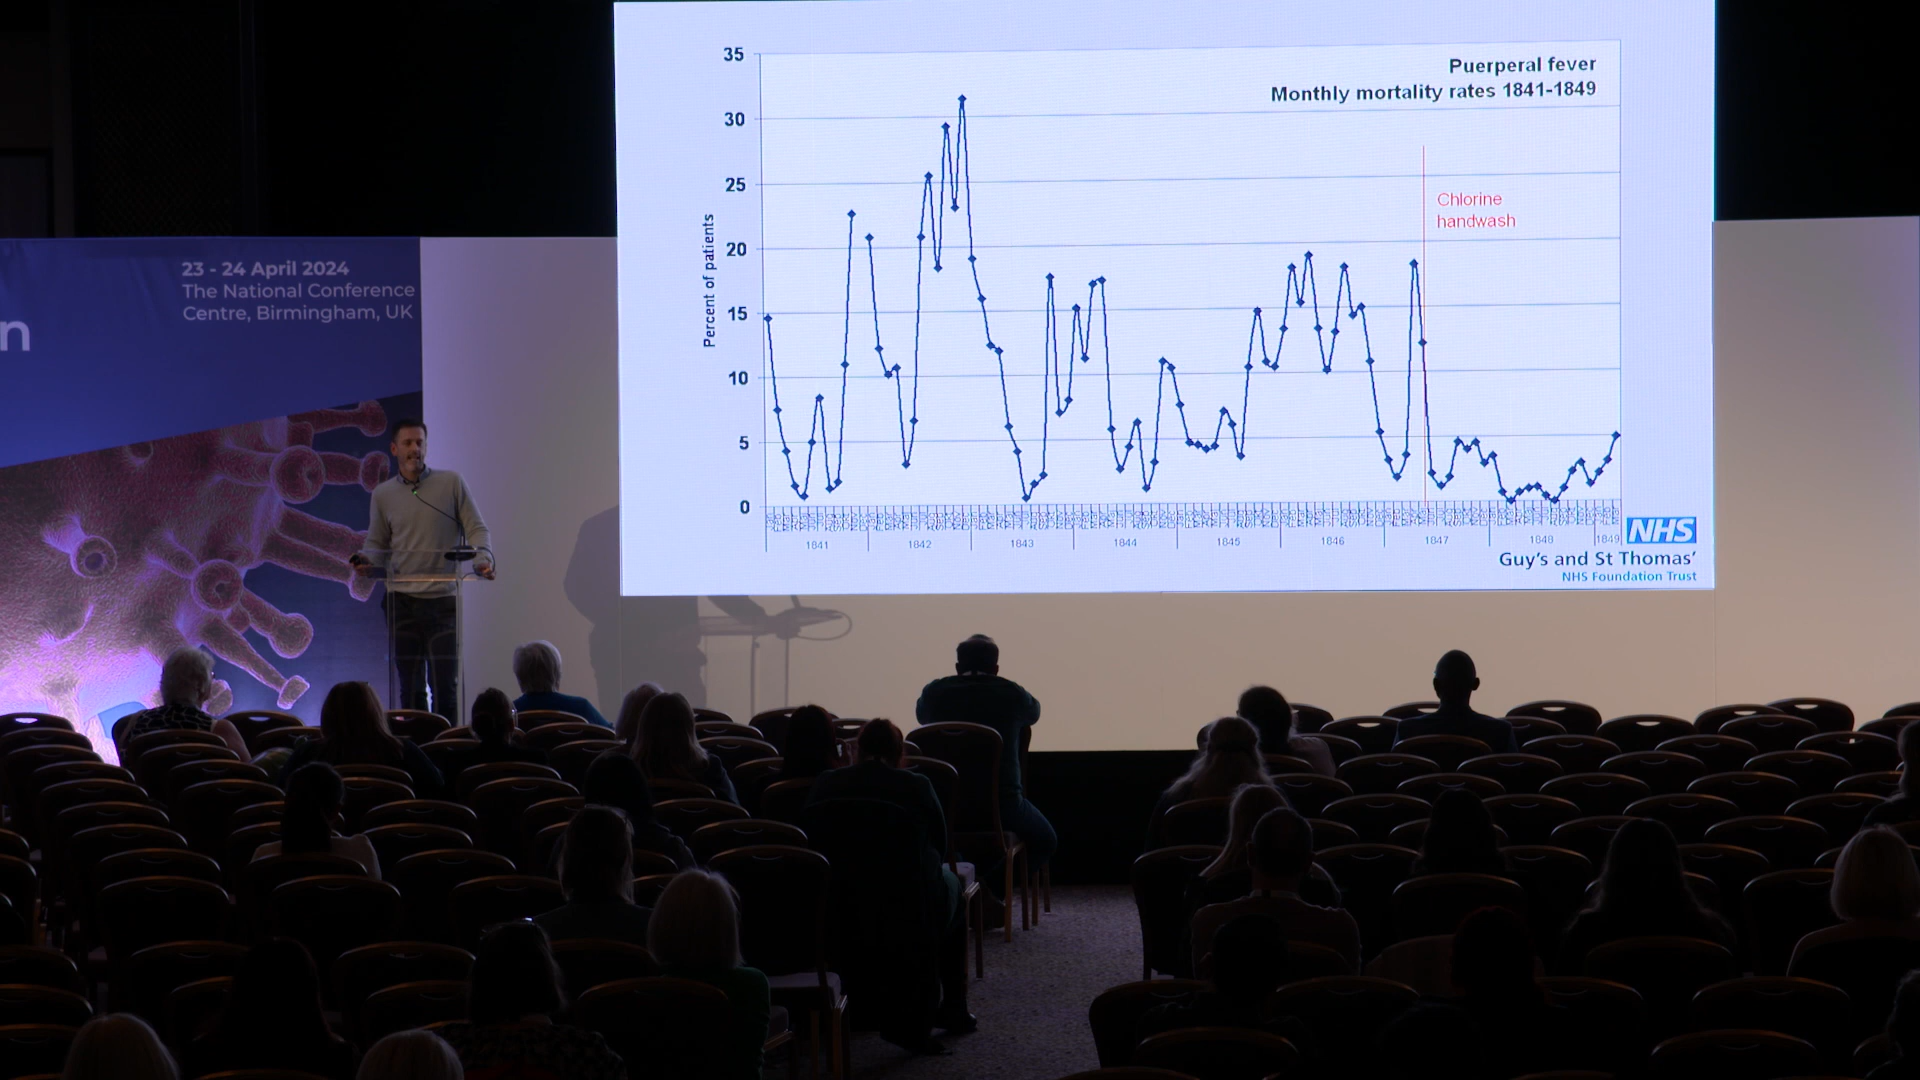 35
Puerperal fever
Monthly mortality rates 1841-1849
30
25
20
15
10
5
0
Percent of patients
Chlorine
handwash
1841
1842
1843
1844
1845
1846
1847
1848
1849
NHS
Guy's and St Thomas'
NHS Foundation Trust
23 - 24 April 2024
The National Conference
Centre, Birmingham, UK
n